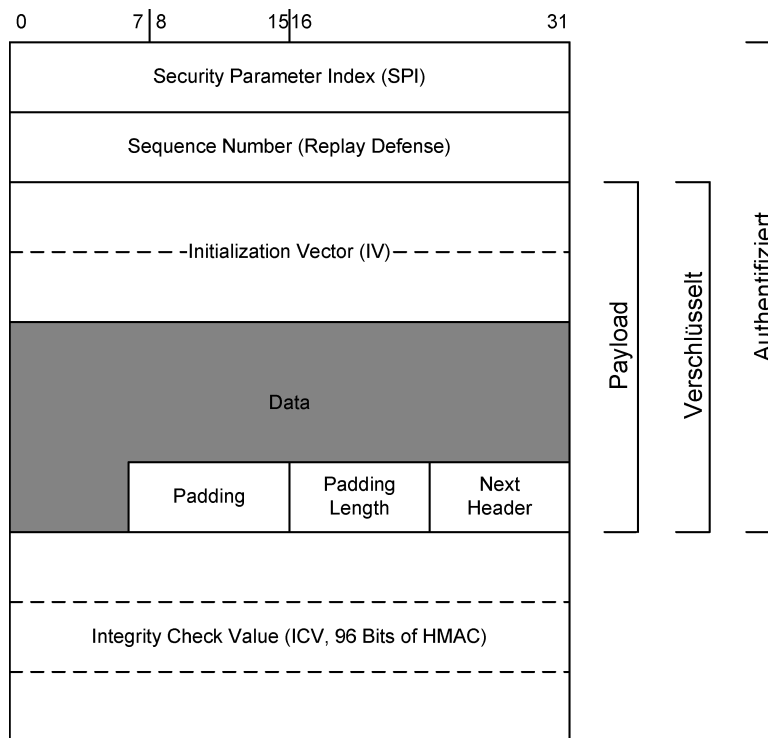 0 7 8 15 16 31
Security Parameter Index (SPI)
Sequence Number (Replay Defense)
Initialization Vector (IV)
Data
Padding
Padding
Length
Next
Header
Integrity Check Value (ICV, 96 Bits of HMAC)
Payload
Verschlüsselt
Authentifiziert